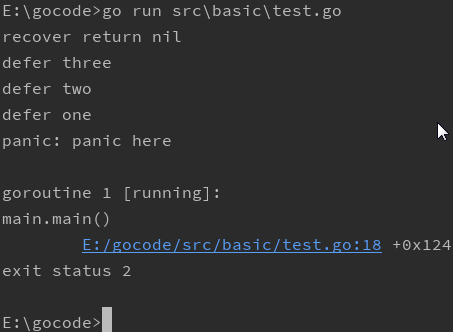 E:\gocode>go run src\basic\test.go
recover return nil
defer three
defer two
defer one
panic: panic here
goroutine 1 [running]:
main.main()
E:/gocode/src/basic/test.go:18 +0x124
exit status 2
E:\gocode>